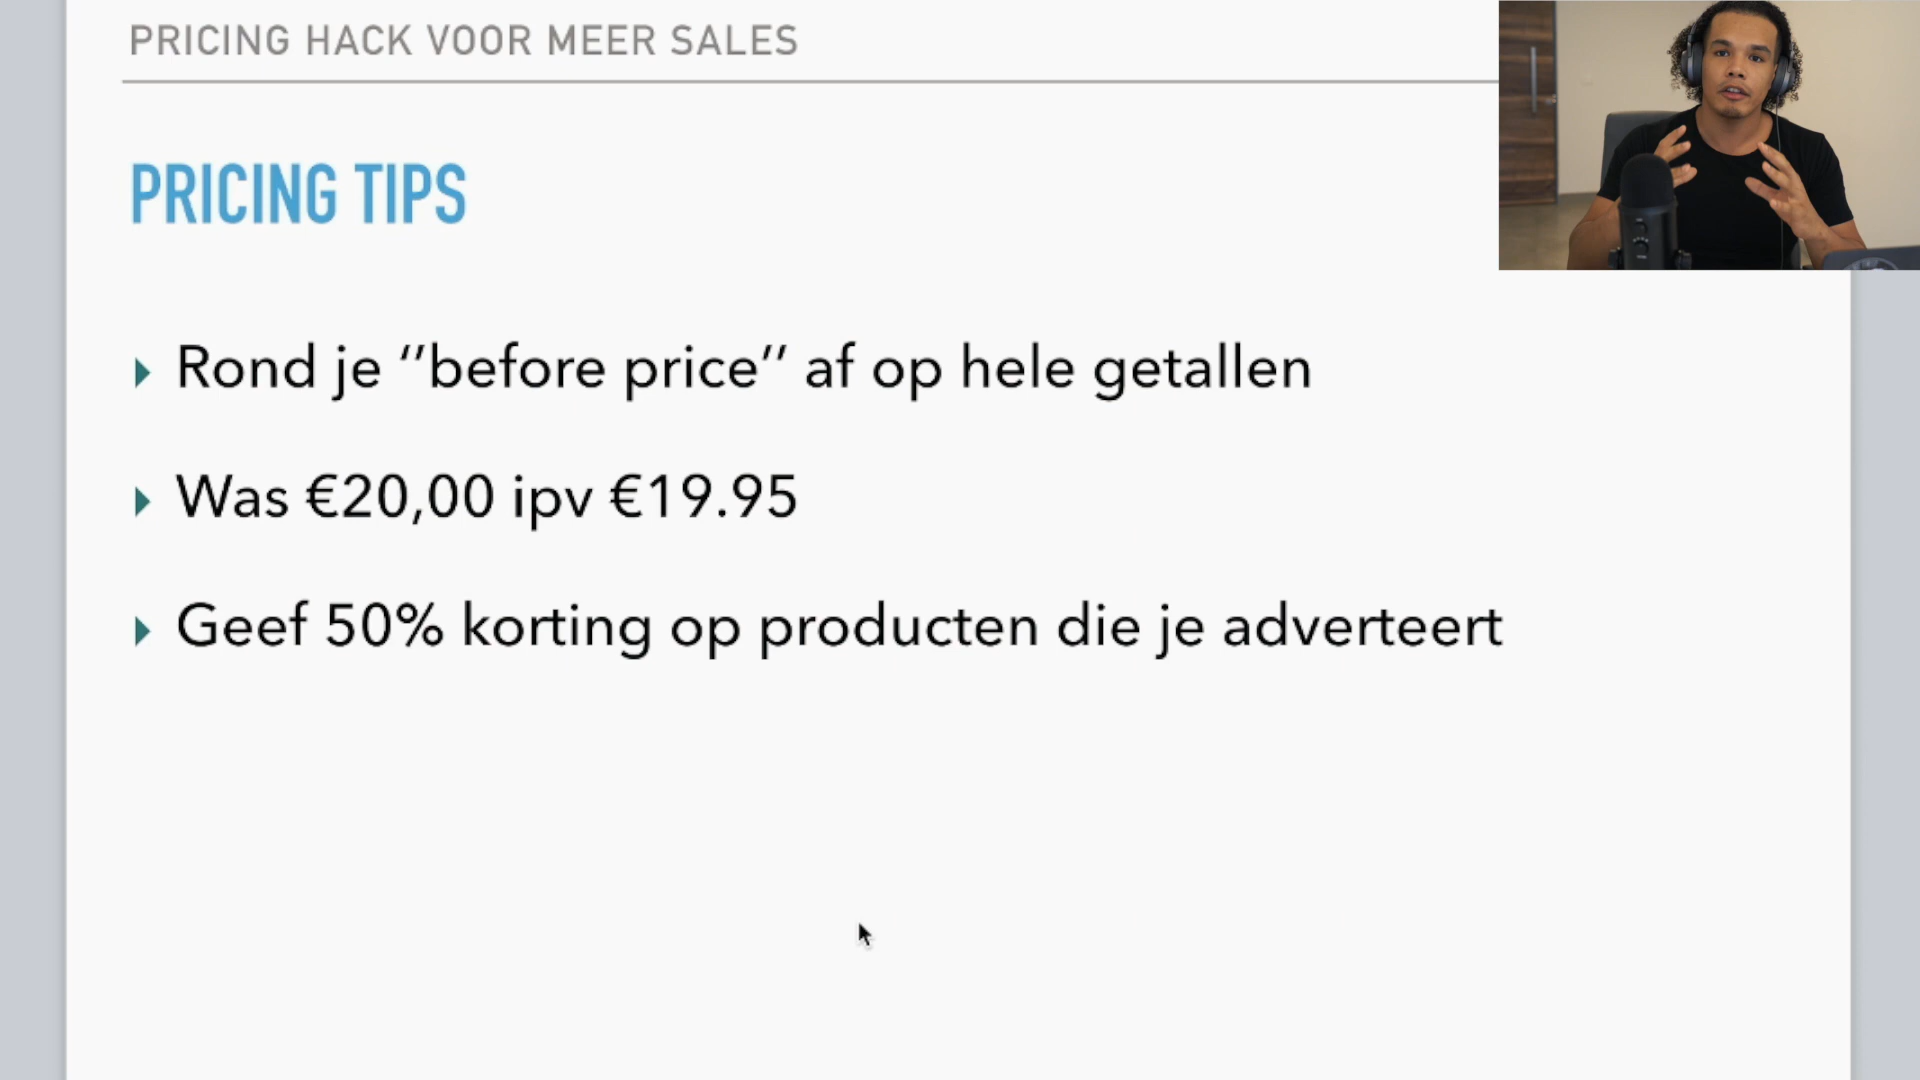 PRICING HACK VOOR MEER SALES
PRICING TIPS
Rond je ‘’before price’’ af op hele getallen
Was €20,00 ipv €19.95
Geef 50% korting op producten die je adverteert